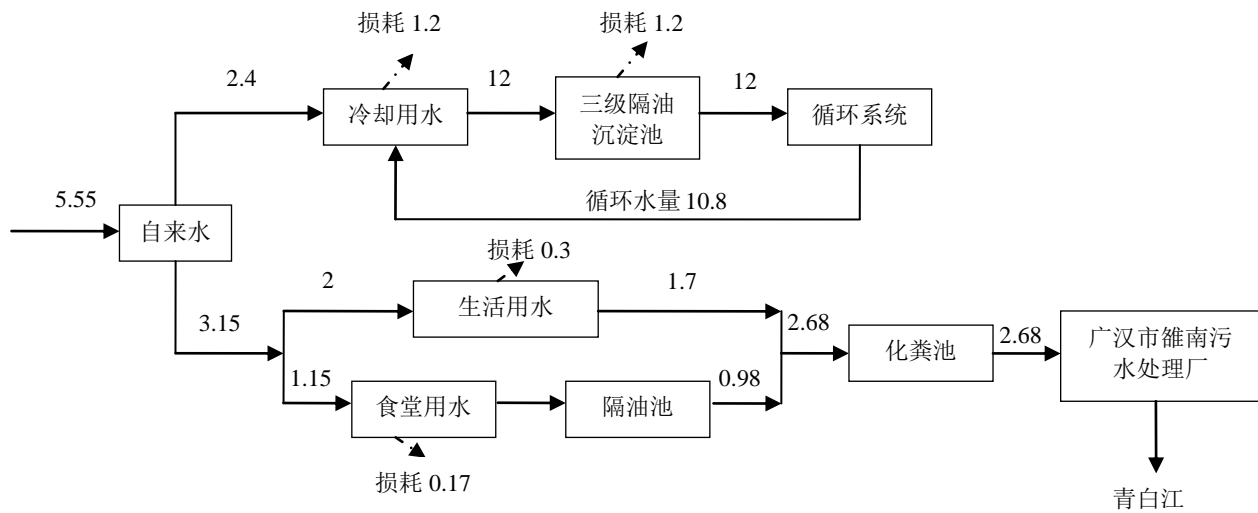 损耗 1.2
损耗 1.2
2.4
12
12
冷却用水
三级隔油
沉淀池
循环系统
5.55
循环水量 10.8
自来水
损耗 0.3
2
1.7
生活用水
3.15
2.68
2.68
化粪池
广汉市雒南污
水处理厂
1.15
0.98
食堂用水
隔油池
损耗 0.17
青白江